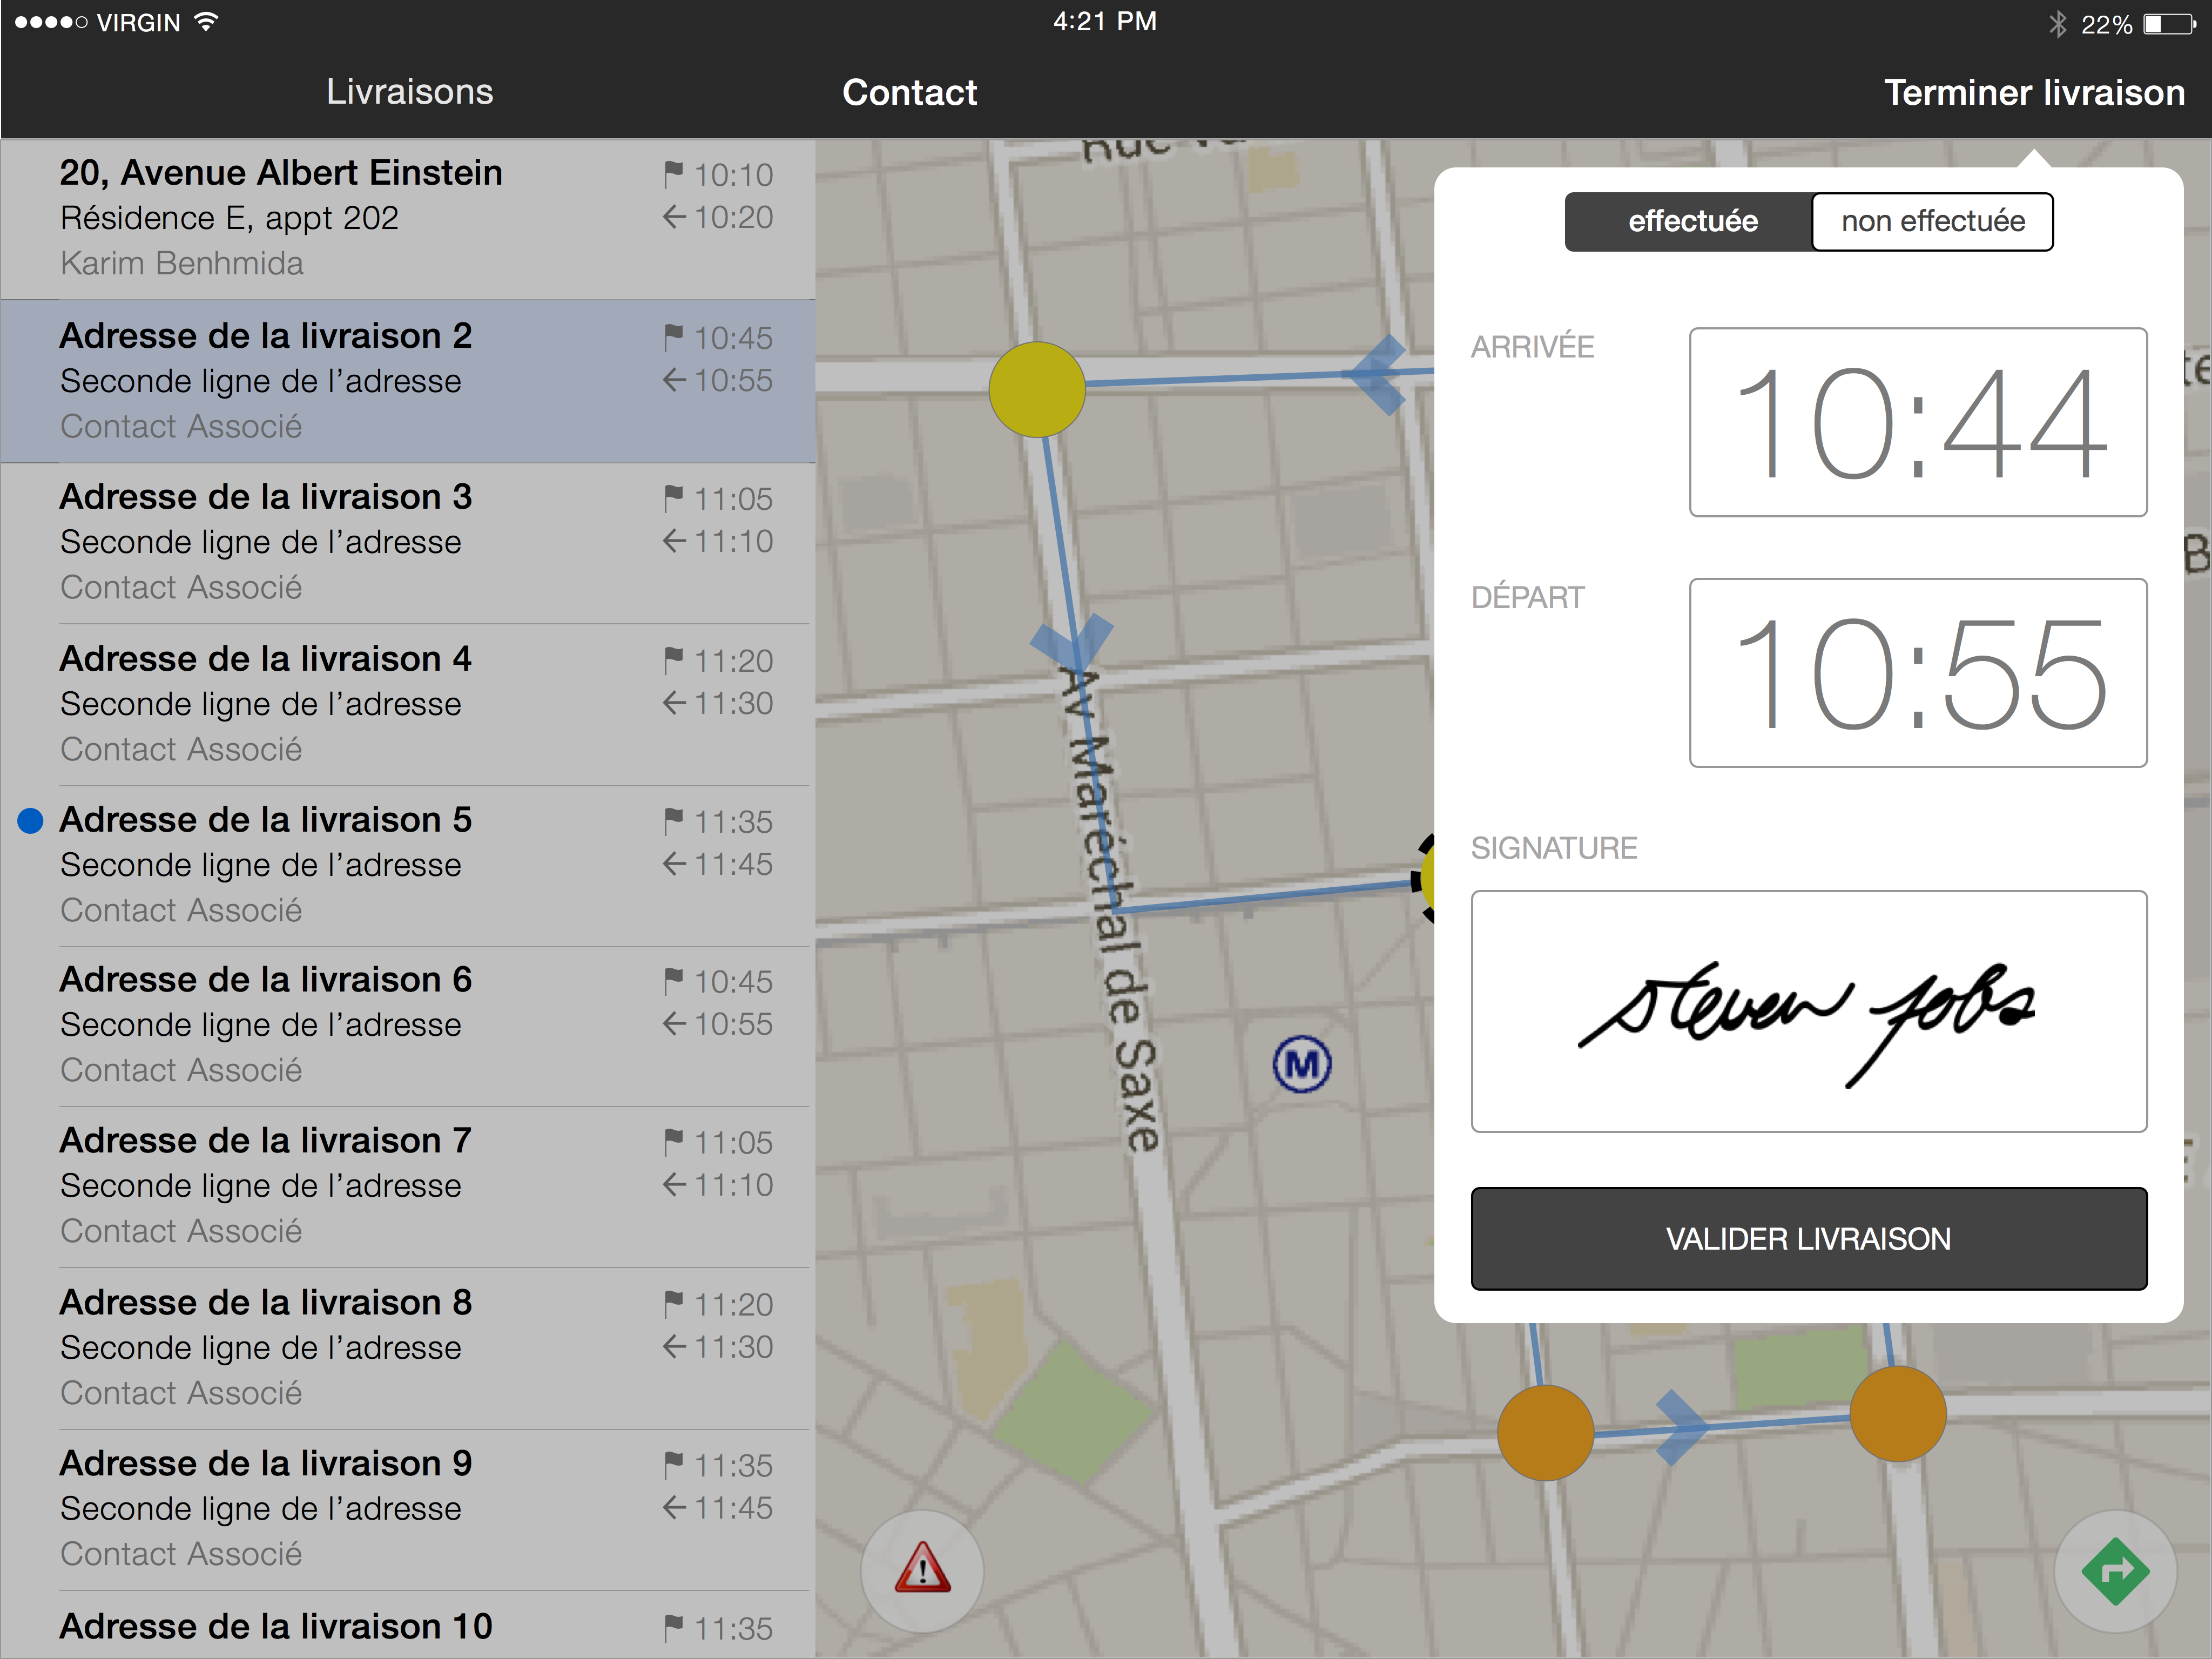 VIRGIN
4:21 PM
22%
Livraisons
Contact
Terminer livraison
20, Avenue Albert Einstein
10:10
Résidence E, appt 202
10:20
Karim Benhmida
Adresse de la livraison 2
10:45
Seconde ligne de l’adresse
10:55
Contact Associé
Adresse de la livraison 3
11:05
Seconde ligne de l’adresse
11:10
Contact Associé
Adresse de la livraison 4
11:20
Seconde ligne de l’adresse
11:30
Contact Associé
Adresse de la livraison 5
11:35
Seconde ligne de l’adresse
11:45
Contact Associé
Adresse de la livraison 6
10:45
Seconde ligne de l’adresse
10:55
Contact Associé
Adresse de la livraison 7
11:05
Seconde ligne de l’adresse
11:10
Contact Associé
Adresse de la livraison 8
11:20
Seconde ligne de l’adresse
11:30
Contact Associé
Adresse de la livraison 9
11:35
Seconde ligne de l’adresse
11:45
Contact Associé
Adresse de la livraison 10
11:35
Rue
Av Maréchal de Saxe
M
effectuée
non effectuée
ARRIVÉE
10:44
DÉPART
10:55
SIGNATURE
steven jobs
VALIDER LIVRAISON